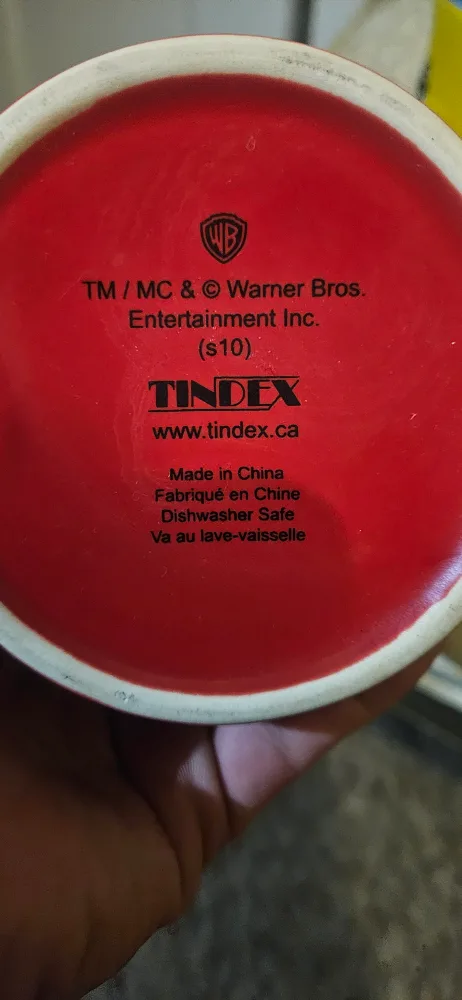 WB
TM / MC & © Warner Bros.
Entertainment Inc.
(s10)
TINDEX
www.tindex.ca
Made in China
Fabriqué en Chine
Dishwasher Safe
Va au lave-vaisselle